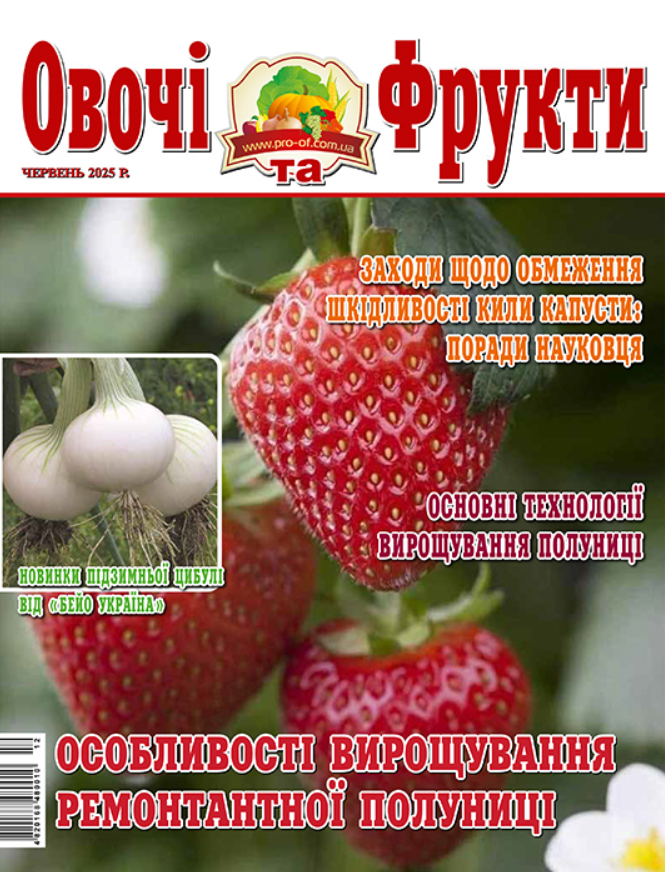 Овочі та Фрукти
www.pro-of.com.ua
ЧЕРВЕНЬ 2025 Р.
ЗАХОДИ ЩОДО ОБМЕЖЕННЯ
ШКІДЛИВОСТІ КИЛИ КАПУСТИ:
ПОРАДИ НАУКОВЦЯ
ОСНОВНІ ТЕХНОЛОГІЇ
ВИРОЩУВАННЯ ПОЛУНИЦІ
НОВИНКИ ПІДЗИМНЬОЇ ЦИБУЛІ
ВІД «БЕЙО УКРАЇНА»
ОСОБЛИВОСТІ ВИРОЩУВАННЯ
РЕМОНТАНТНОЇ ПОЛУНИЦІ
12